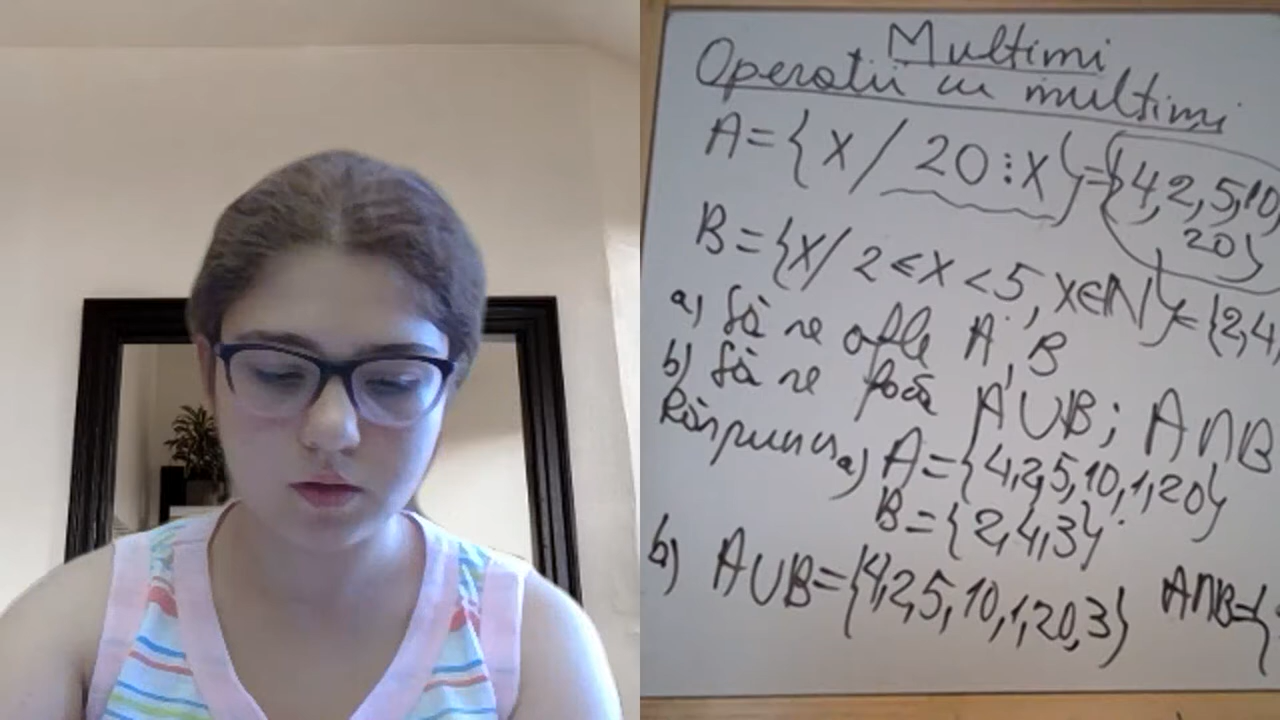 Multimi
Operatii cu multimi
A={x/ 20⋮x}={4,2,5,10,
20}
B={x/ 2≤x<5, x∈N}={2,4,
a) Să se afle A, B
b) Să se facă A∪B; A∩B
Răspuns a) A={4,2,5,10,1,20}
B={2,4,3}.
b) A∪B={4,2,5,10,1,20,3} A∩B={